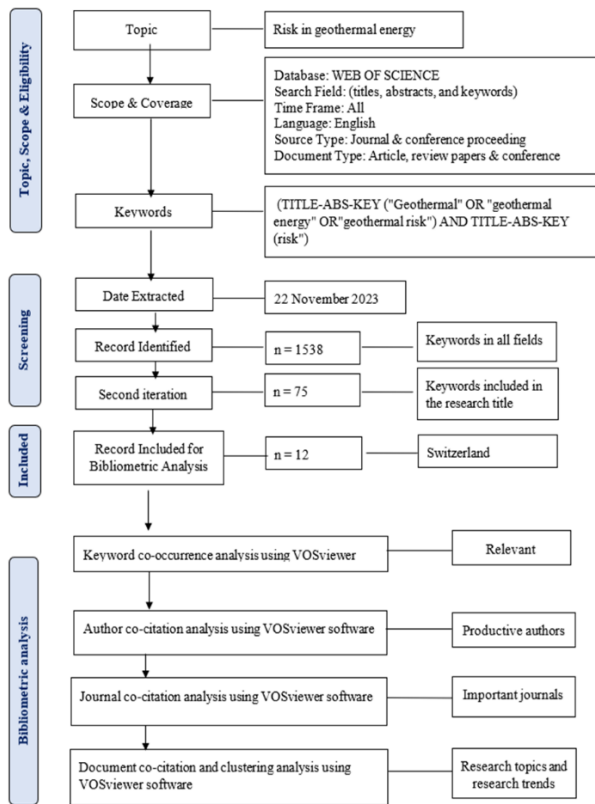 Topic, Scope & Eligibility
Topic
Risk in geothermal energy
Scope & Coverage
Database: WEB OF SCIENCE
Search Field: (titles, abstracts, and keywords)
Time Frame: All
Language: English
Source Type: Journal & conference proceeding
Document Type: Article, review papers & conference
Keywords
(TITLE-ABS-KEY ("Geothermal" OR "geothermal
energy" OR"geothermal risk") AND TITLE-ABS-KEY
(risk")
Screening
Date Extracted
22 November 2023
Record Identified
n = 1538
Keywords in all fields
Second iteration
n = 75
Keywords included in
the research title
Included
Record Included for
Bibliometric Analysis
n = 12
Switzerland
Bibliometric analysis
Keyword co-occurrence analysis using VOSviewer
Relevant
Author co-citation analysis using VOSviewer software
Productive authors
Journal co-citation analysis using VOSviewer software
Important journals
Document co-citation and clustering analysis using
VOSviewer software
Research topics and
research trends